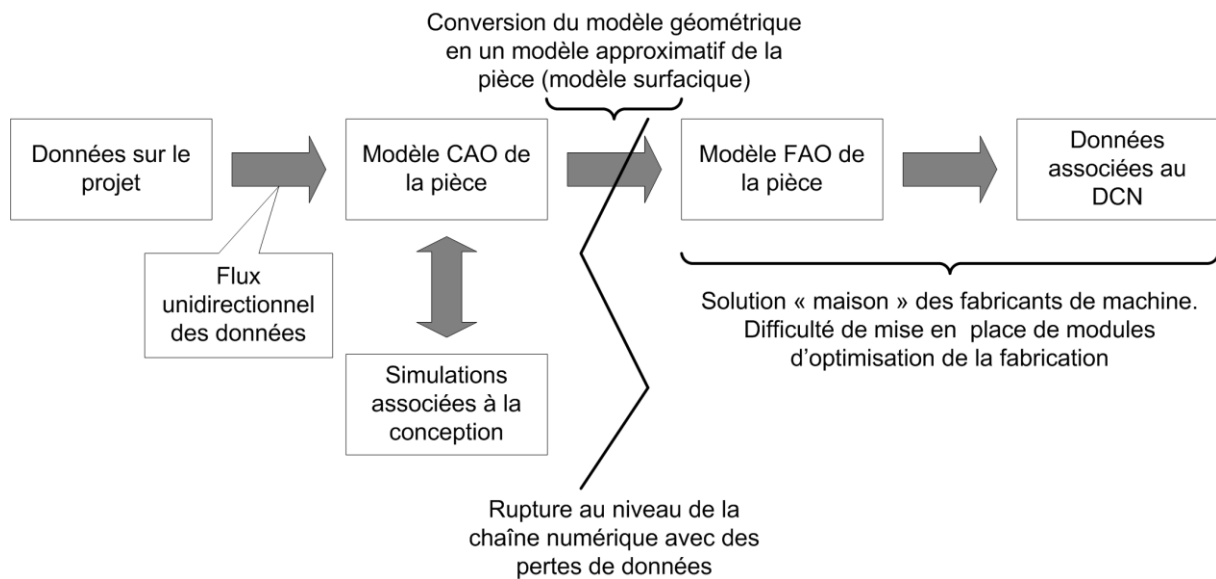 Conversion du modèle géométrique
en un modèle approximatif de la
pièce (modèle surfacique)
Données sur le
projet
Modèle CAO de
la pièce
Modèle FAO de
la pièce
Données
associées au
DCN
Flux
unidirectionnel
des données
Simulations
associées à la
conception
Solution « maison » des fabricants de machine.
Difficulté de mise en  place de modules
d’optimisation de la fabrication
Rupture au niveau de la
chaîne numérique avec des
pertes de données